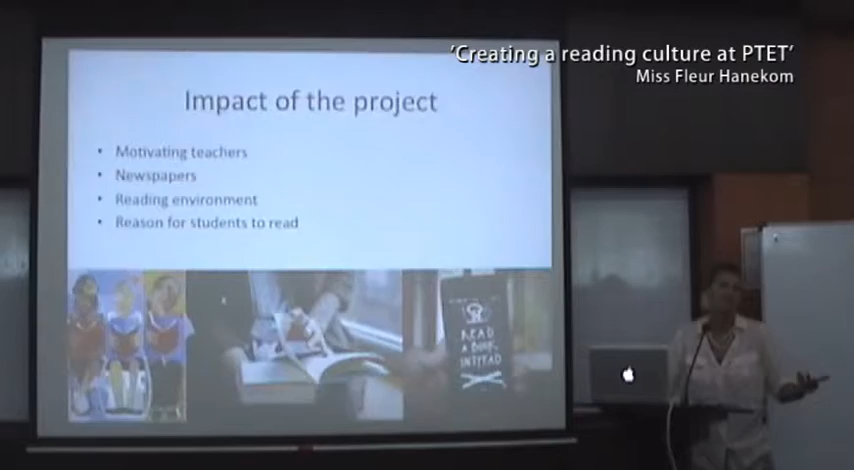 'Creating a reading culture at PTET'
Miss Fleur Hanekom
Impact of the project
• Motivating teachers
• Newspapers
• Reading environment
• Reason for students to read
READ
A BOOK
INSTEAD